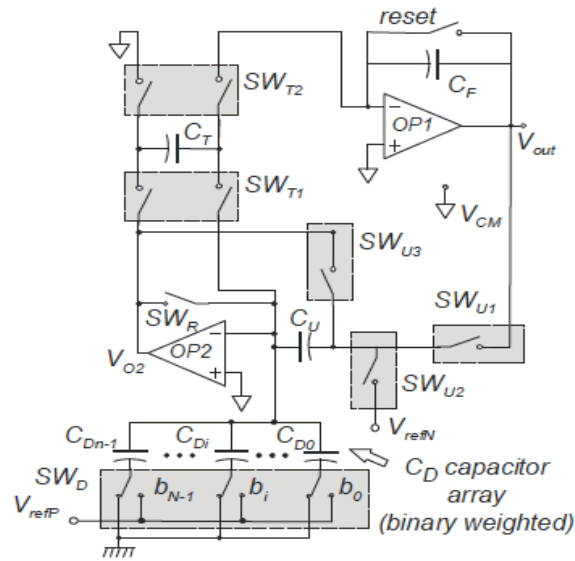 reset
SW_T2
C_F
C_T
OP1
V_out
SW_T1
V_CM
SW_U3
SW_U1
SW_R
C_U
V_O2
OP2
SW_U2
V_refN
C_Dn-1
C_Di
C_D0
SW_D
b_N-1
b_i
b_0
V_refP
C_D capacitor
array
(binary weighted)